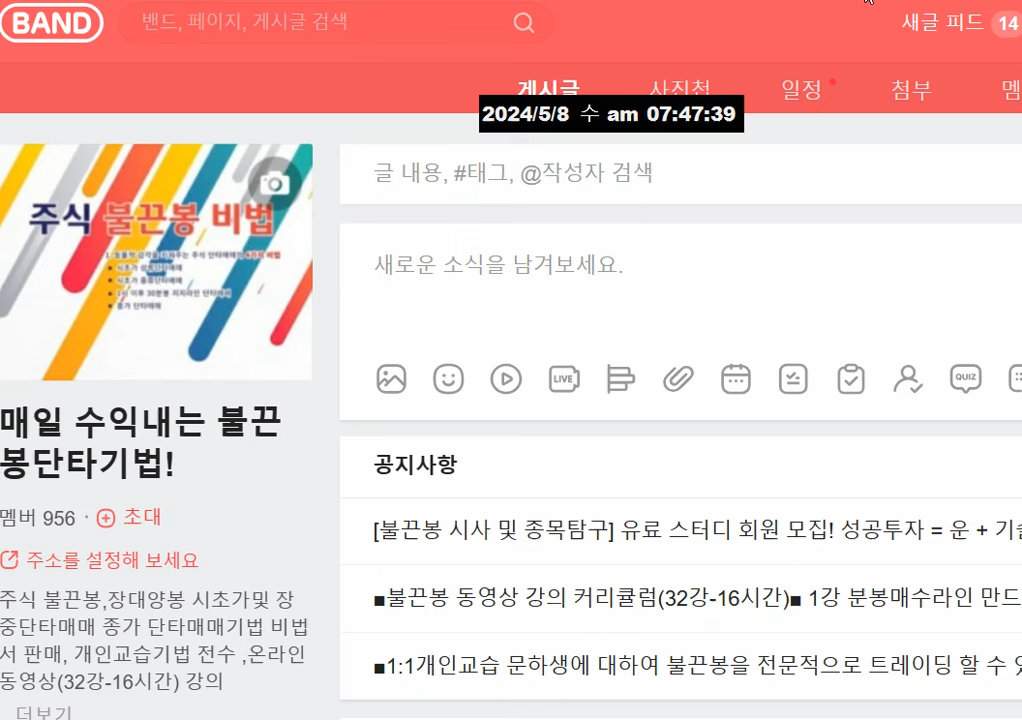 BAND
밴드, 페이지, 게시글 검색
새글 피드 14
게시글 사진첩 일정 첨부 멤
2024/5/8 수 am 07:47:39
주식 불끈봉 비법
글 내용, #태그, @작성자 검색
새로운 소식을 남겨보세요.
LIVE
QUIZ
매일 수익내는 불끈
봉단타기법!
멤버 956 · 초대
주소를 설정해 보세요
주식 불끈봉,장대양봉 시초가및 장
중단타매매 종가 단타매매기법 비법
서 판매, 개인교습기법 전수 ,온라인
동영상(32강-16시간) 강의
더보기
공지사항
[불끈봉 시사 및 종목탐구] 유료 스터디 회원 모집! 성공투자 = 운 + 기술
■불끈봉 동영상 강의 커리큘럼(32강-16시간)■ 1강 분봉매수라인 만드
■1:1개인교습 문하생에 대하여 불끈봉을 전문적으로 트레이딩 할 수 있